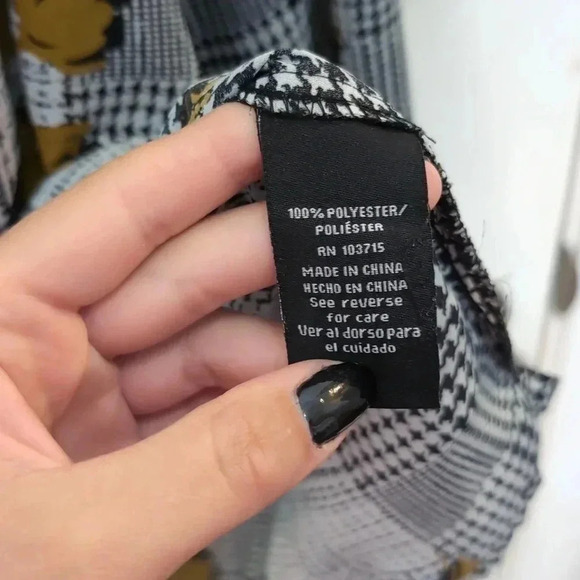 100% POLYESTER/
POLIÉSTER
RN 103715
MADE IN CHINA
HECHO EN CHINA
See reverse
for care
Ver al dorso para
el cuidado